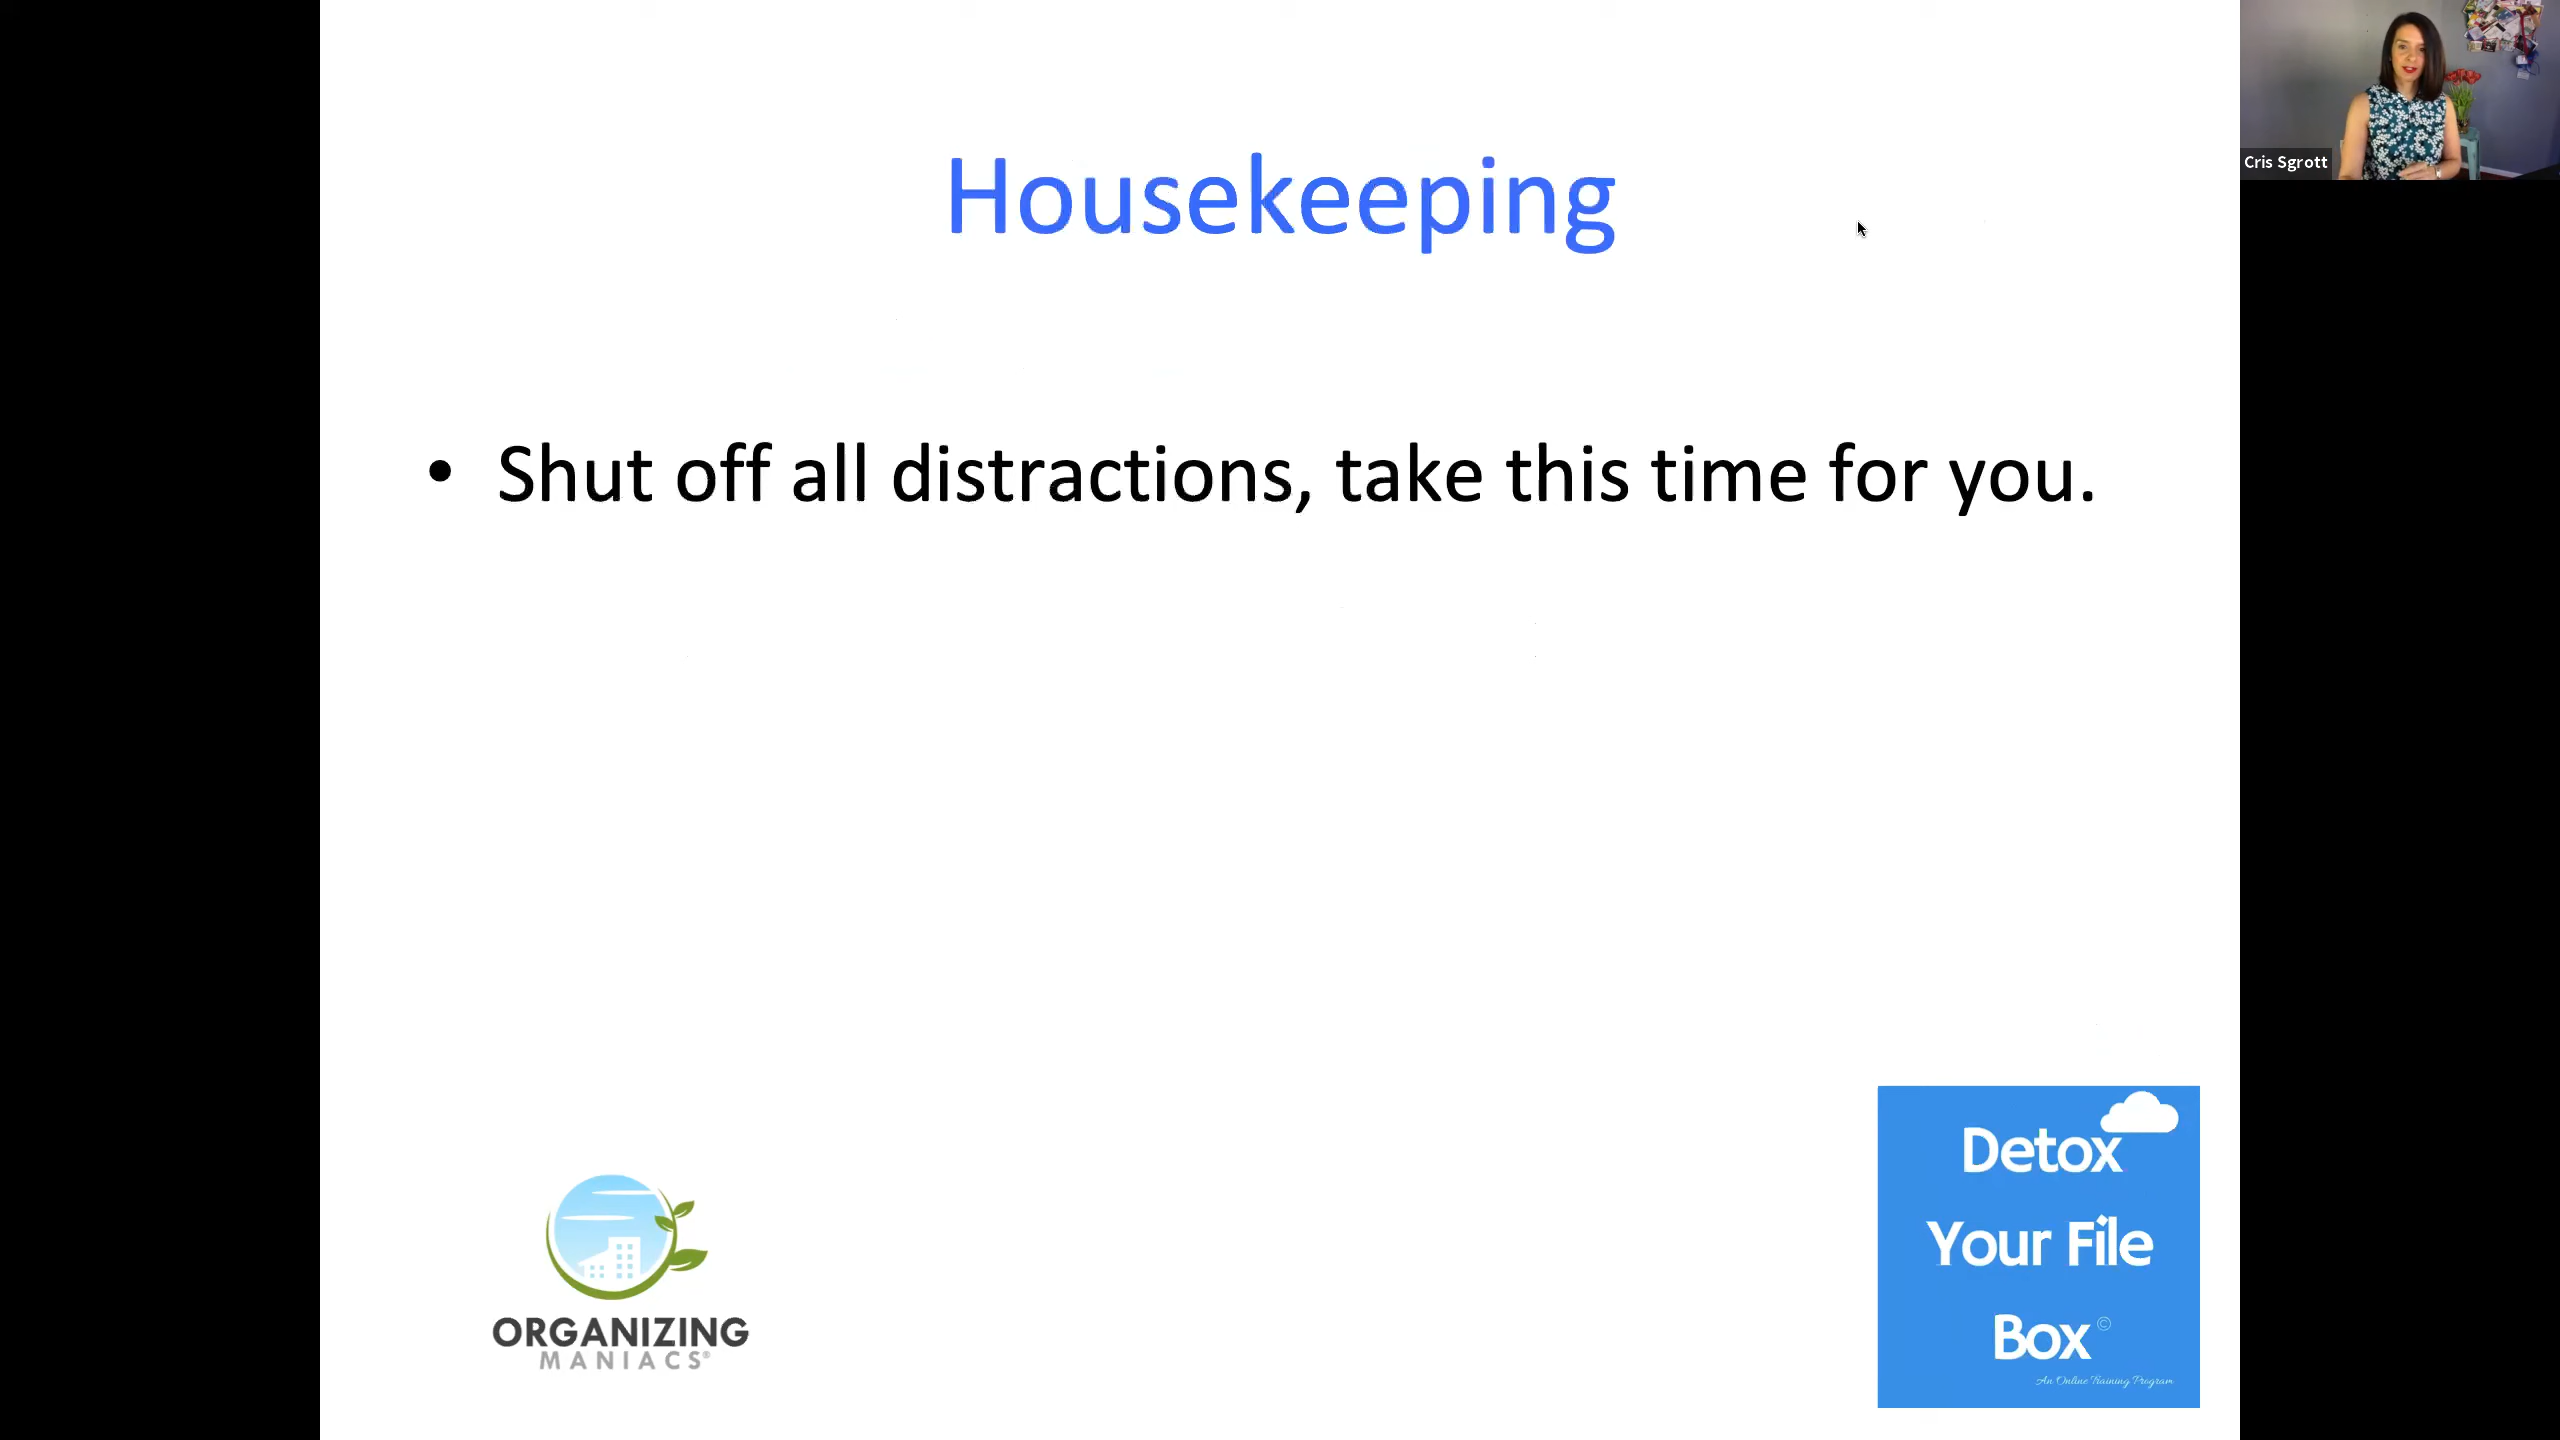 Housekeeping
Cris Sgrott
• Shut off all distractions, take this time for you.
Detox
Your File
Box©
An Online Training Program
ORGANIZING
MANIACS®